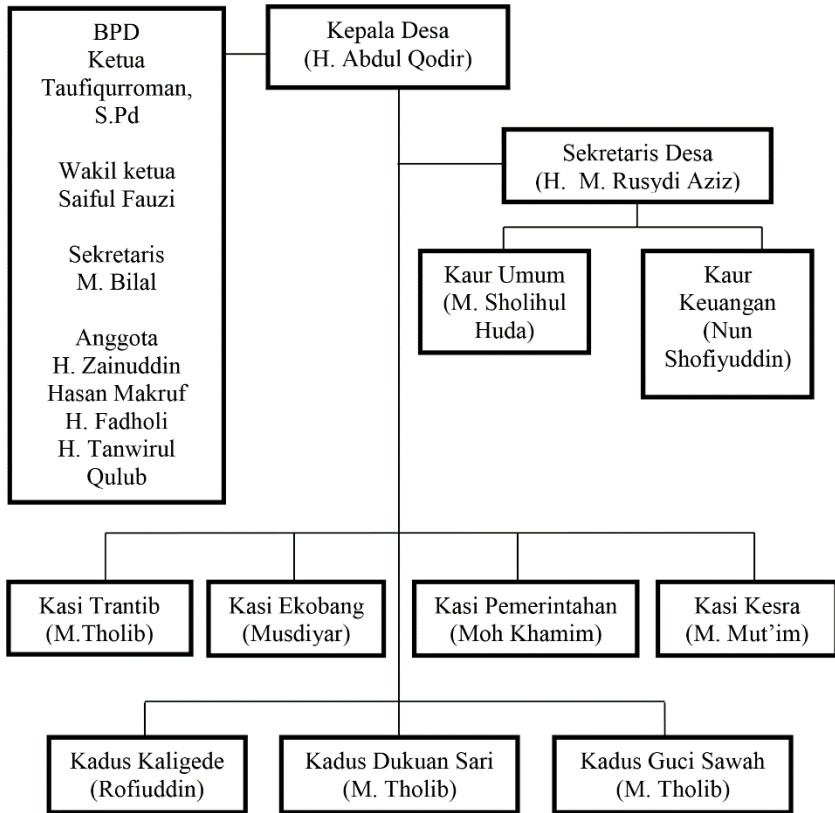 BPD
Ketua
Taufiqurroman,
S.Pd
Wakil ketua
Saiful Fauzi
Sekretaris
M. Bilal
Anggota
H. Zainuddin
Hasan Makruf
H. Fadholi
H. Tanwirul
Qulub
Kepala Desa
(H. Abdul Qodir)
Sekretaris Desa
(H. M. Rusydi Aziz)
Kaur Umum
(M. Sholihul
Huda)
Kaur
Keuangan
(Nun
Shofiyuddin)
Kasi Trantib
(M.Tholib)
Kasi Ekobang
(Musdiyar)
Kasi Pemerintahan
(Moh Khamim)
Kasi Kesra
(M. Mut’im)
Kadus Kaligede
(Rofiuddin)
Kadus Dukuan Sari
(M. Tholib)
Kadus Guci Sawah
(M. Tholib)